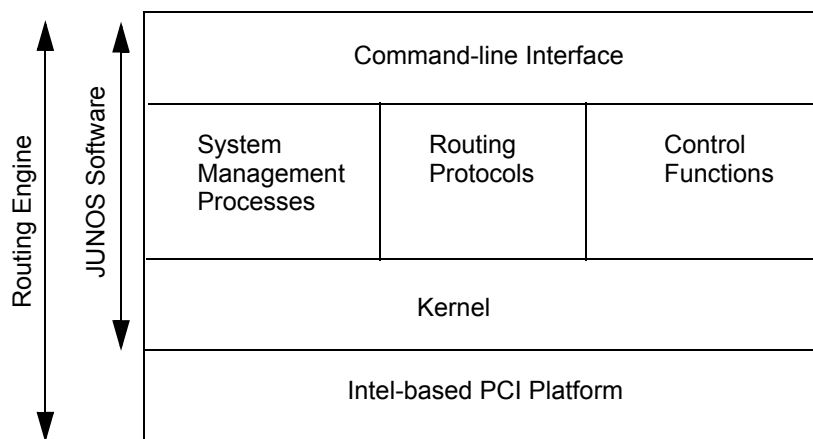 Command-line Interface
System
Management
Processes
Routing
Protocols
Control
Functions
Kernel
Intel-based PCI Platform
Routing Engine
JUNOS Software